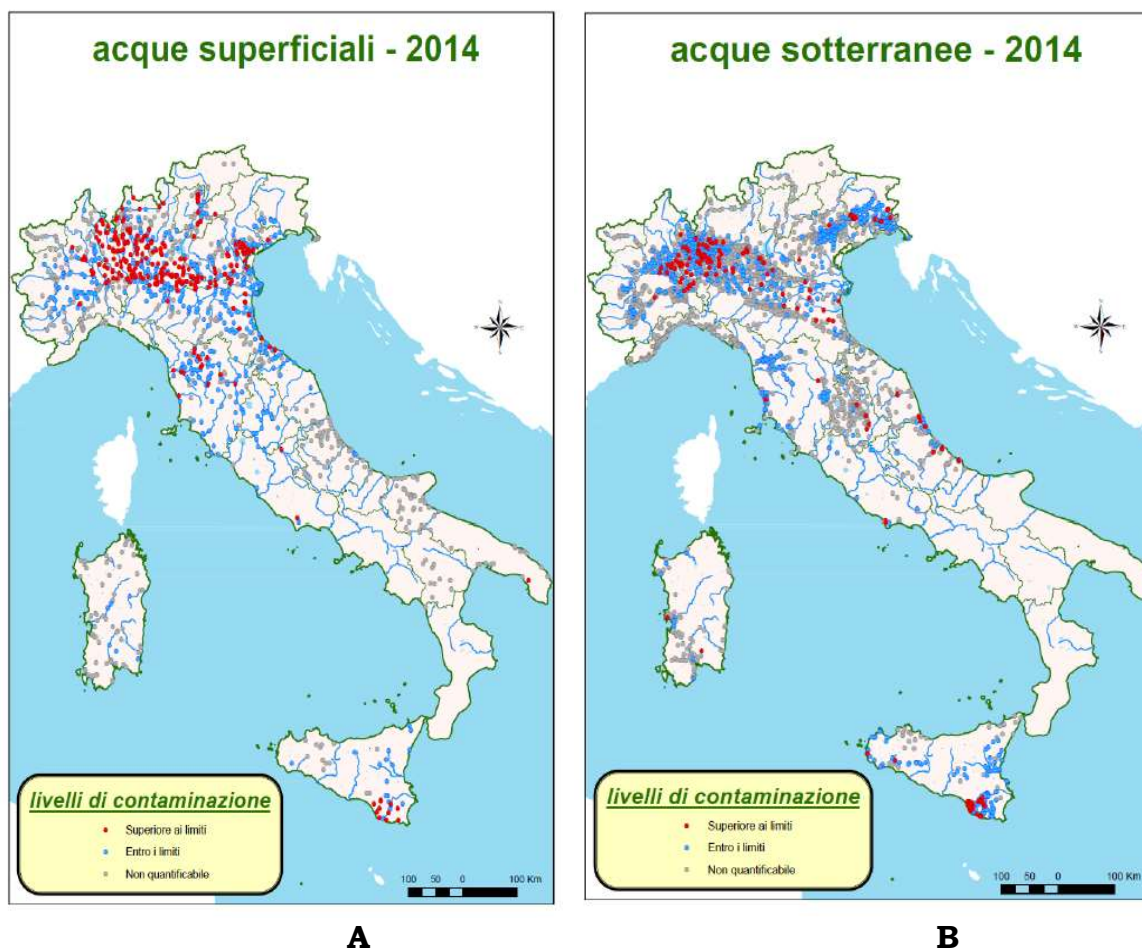 acque superficiali - 2014
livelli di contaminazione
Superiore ai limiti
Entro i limiti
Non quantificabile
100 50 0 100 Km
A
acque sotterranee - 2014
livelli di contaminazione
Superiore ai limiti
Entro i limiti
Non quantificabile
100 50 0 100 Km
B